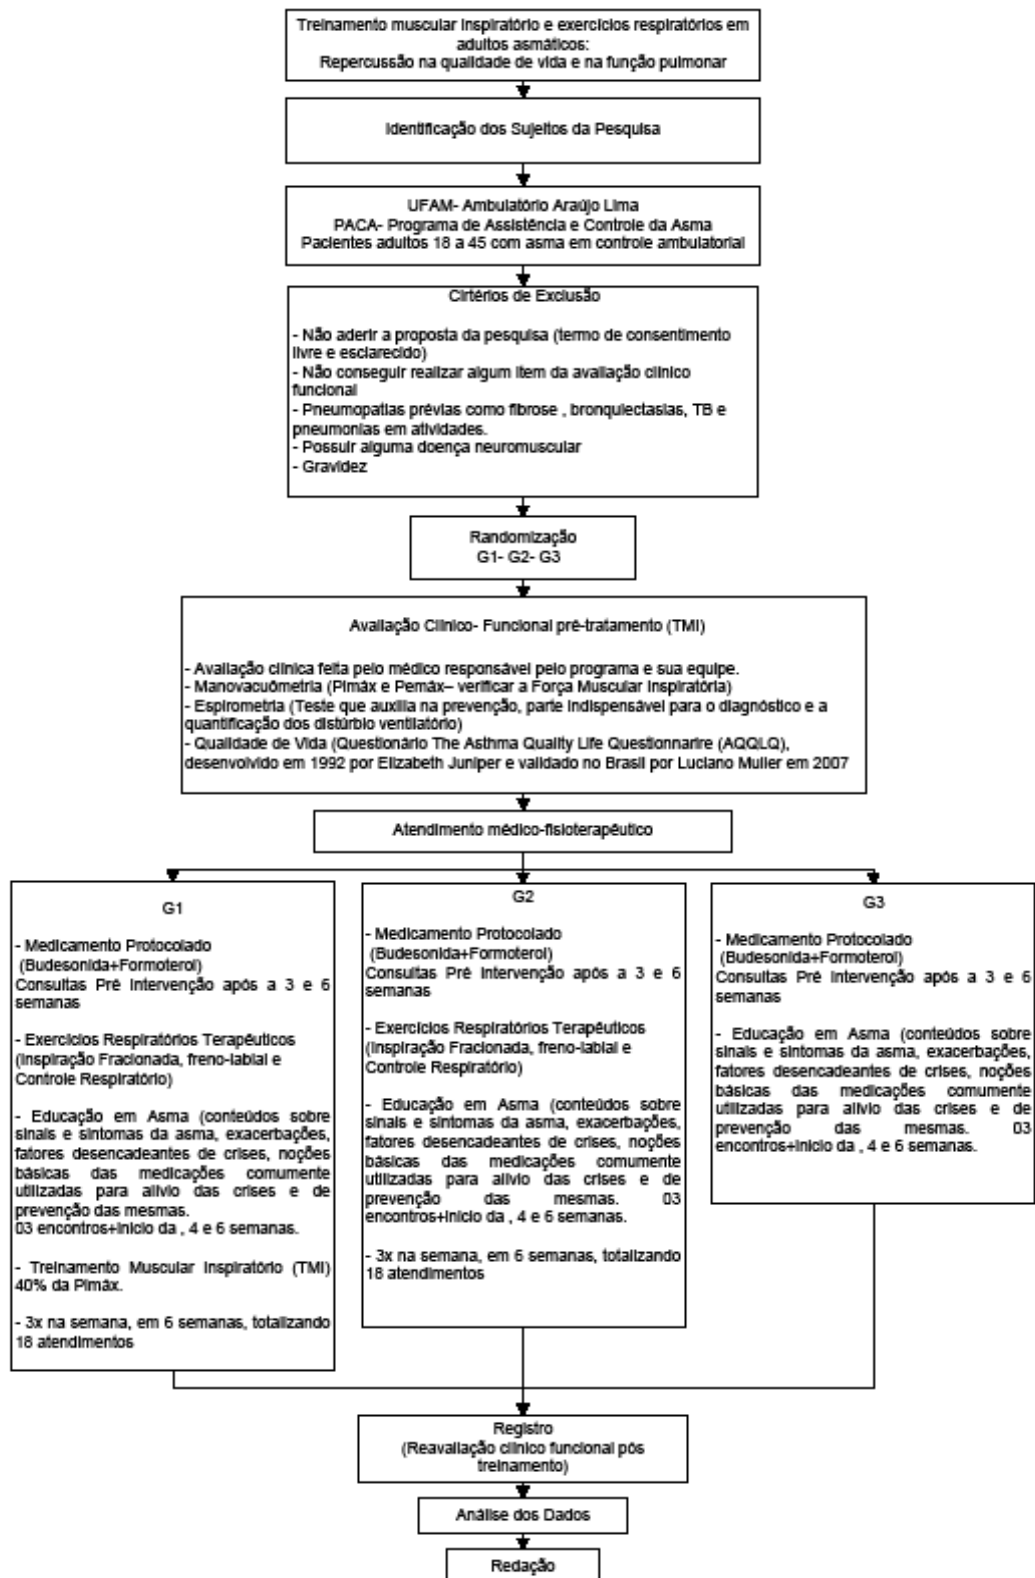 Treinamento muscular inspiratório e exercícios respiratórios em
adultos asmáticos:
Repercussão na qualidade de vida e na função pulmonar
Identificação dos Sujeitos da Pesquisa
UFAM- Ambulatório Araújo Lima
PACA- Programa de Assistência e Controle da Asma
Pacientes adultos 18 a 45 com asma em controle ambulatorial
Cirtérios de Exclusão
- Não aderir a proposta da pesquisa (termo de consentimento
livre e esclarecido)
- Não conseguir realizar algum item da avaliação clínico
funcional
- Pneumopatias prévias como fibrose , bronquiectasias, TB e
pneumonias em atividades.
- Possuir alguma doença neuromuscular
- Gravidez
Randomização
G1- G2- G3
Avaliação Clínico- Funcional pré-tratamento (TMI)
- Avaliação clínica feita pelo médico responsável pelo programa e sua equipe.
- Manovacuômetria (Pimáx e Pemáx– verificar a Força Muscular Inspiratória)
- Espirometria (Teste que auxilia na prevenção, parte indispensável para o diagnóstico e a
quantificação dos distúrbio ventilatório)
- Qualidade de Vida (Questionário The Asthma Quality Life Questionnarire (AQQLQ),
desenvolvido em 1992 por Elizabeth Juniper e validado no Brasil por Luciano Muller em 2007
Atendimento médico-fisioterapêutico
G1
- Medicamento Protocolado
(Budesonida+Formoterol)
Consultas Pré Intervenção após a 3 e 6
semanas
- Exercícios Respiratórios Terapêuticos
(Inspiração Fracionada, freno-labial e
Controle Respiratório)
- Educação em Asma (conteúdos sobre
sinais e sintomas da asma, exacerbações,
fatores desencadeantes de crises, noções
básicas das medicações comumente
utilizadas para alivio das crises e de
prevenção das mesmas.
03 encontros+inicio da , 4 e 6 semanas.
- Treinamento Muscular Inspiratório (TMI)
40% da Pimáx.
- 3x na semana, em 6 semanas, totalizando
18 atendimentos
G2
- Medicamento Protocolado
(Budesonida+Formoterol)
Consultas Pré Intervenção após a 3 e 6
semanas
- Exercícios Respiratórios Terapêuticos
(Inspiração Fracionada, freno-labial e
Controle Respiratório)
- Educação em Asma (conteúdos sobre
sinais e sintomas da asma, exacerbações,
fatores desencadeantes de crises, noções
básicas das medicações comumente
utilizadas para alivio das crises e de
prevenção das mesmas. 03
encontros+inicio da , 4 e 6 semanas.
- 3x na semana, em 6 semanas, totalizando
18 atendimentos
G3
- Medicamento Protocolado
(Budesonida+Formoterol)
Consultas Pré Intervenção após a 3 e 6
semanas
- Educação em Asma (conteúdos sobre
sinais e sintomas da asma, exacerbações,
fatores desencadeantes de crises, noções
básicas das medicações comumente
utilizadas para alivio das crises e de
prevenção das mesmas. 03
encontros+inicio da , 4 e 6 semanas.
Registro
(Reavaliação clínico funcional pós
treinamento)
Análise dos Dados
Redação